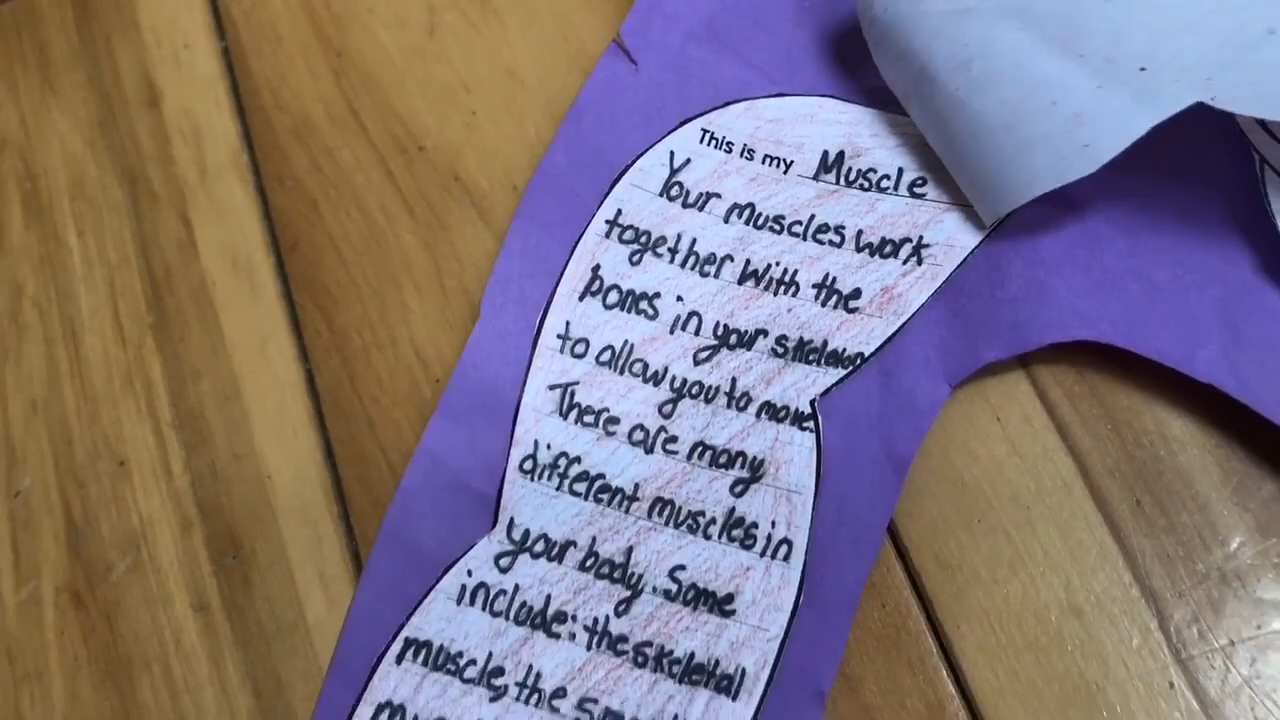 This is my Muscle
Your muscles work
together with the
bones in your skeleton
to allow you to move.
There are many
different muscles in
your body. Some
include: the skeletal
muscle, the